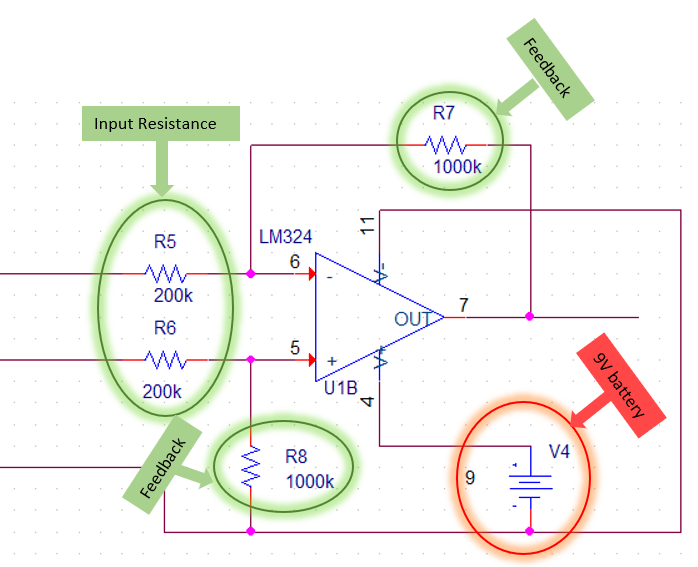 Feedback
Input Resistance
R7
1000k
11
LM324
R5
6
-
V-
200k
OUT
7
R6
5
+
V+
200k
U1B
4
9V battery
Feedback
R8
1000k
V4
9
+
-